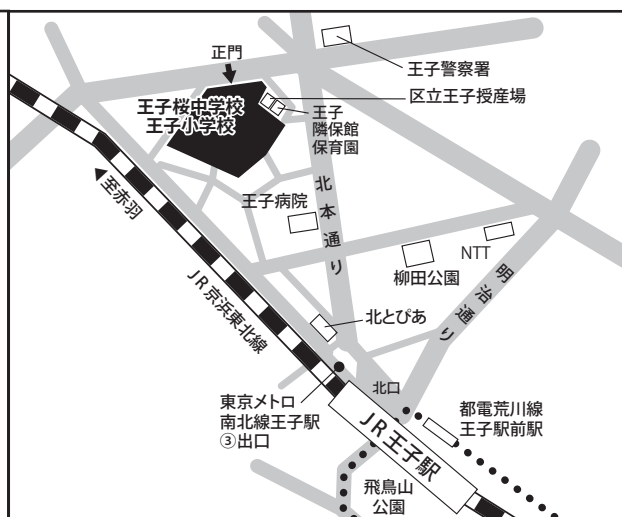 正門
王子警察署
区立王子授産場
王子桜中学校
王子小学校
王子
隣保館
保育園
至赤羽
王子病院
北本通り
NTT
柳田公園
明治通り
JR京浜東北線
北とぴあ
北口
東京メトロ
南北線王子駅
③出口
都電荒川線
王子駅前駅
JR王子駅
飛鳥山
公園